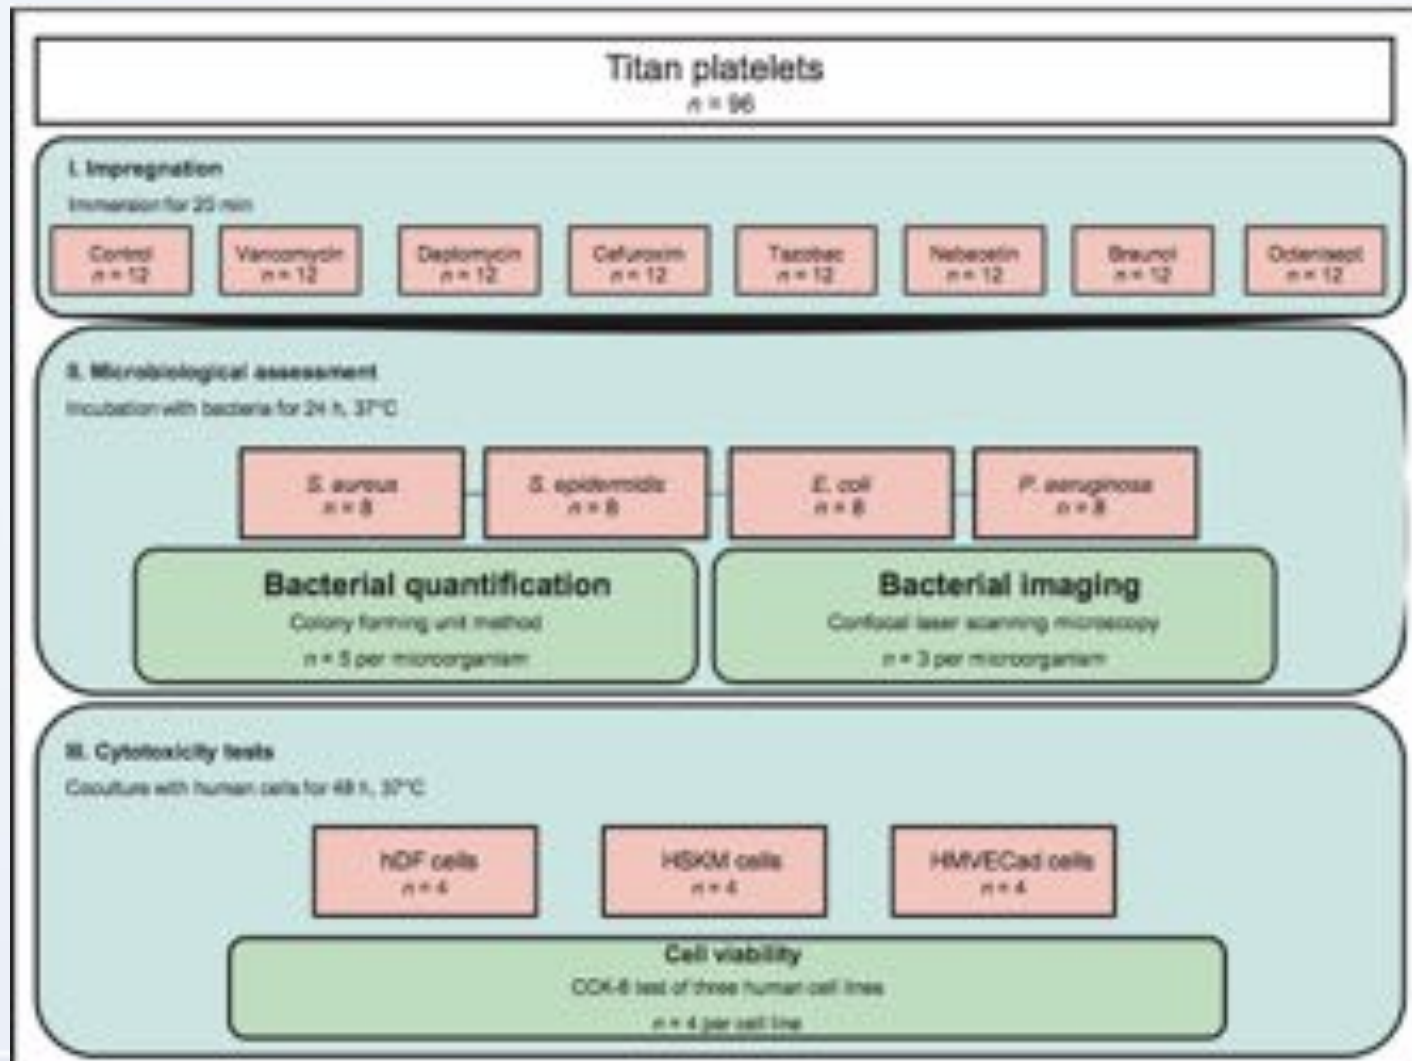 Titan platelets
n = 96
I. Impregnation
Immersion for 20 min
Control
n = 12
Vancomycin
n = 12
Daptomycin
n = 12
Cefuroxim
n = 12
Tazobac
n = 12
Nebacetin
n = 12
Braunol
n = 12
Octenisept
n = 12
II. Microbiological assessment
Incubation with bacteria for 24 h, 37°C
S. aureus
n = 8
S. epidermidis
n = 8
E. coli
n = 8
P. aeruginosa
n = 8
Bacterial quantification
Colony forming unit method
n = 5 per microorganism
Bacterial imaging
Confocal laser scanning microscopy
n = 3 per microorganism
III. Cytotoxicity tests
Coculture with human cells for 48 h, 37°C
hDF cells
n = 4
HSKM cells
n = 4
HMVECad cells
n = 4
Cell viability
CCK-8 test of three human cell lines
n = 4 per cell line